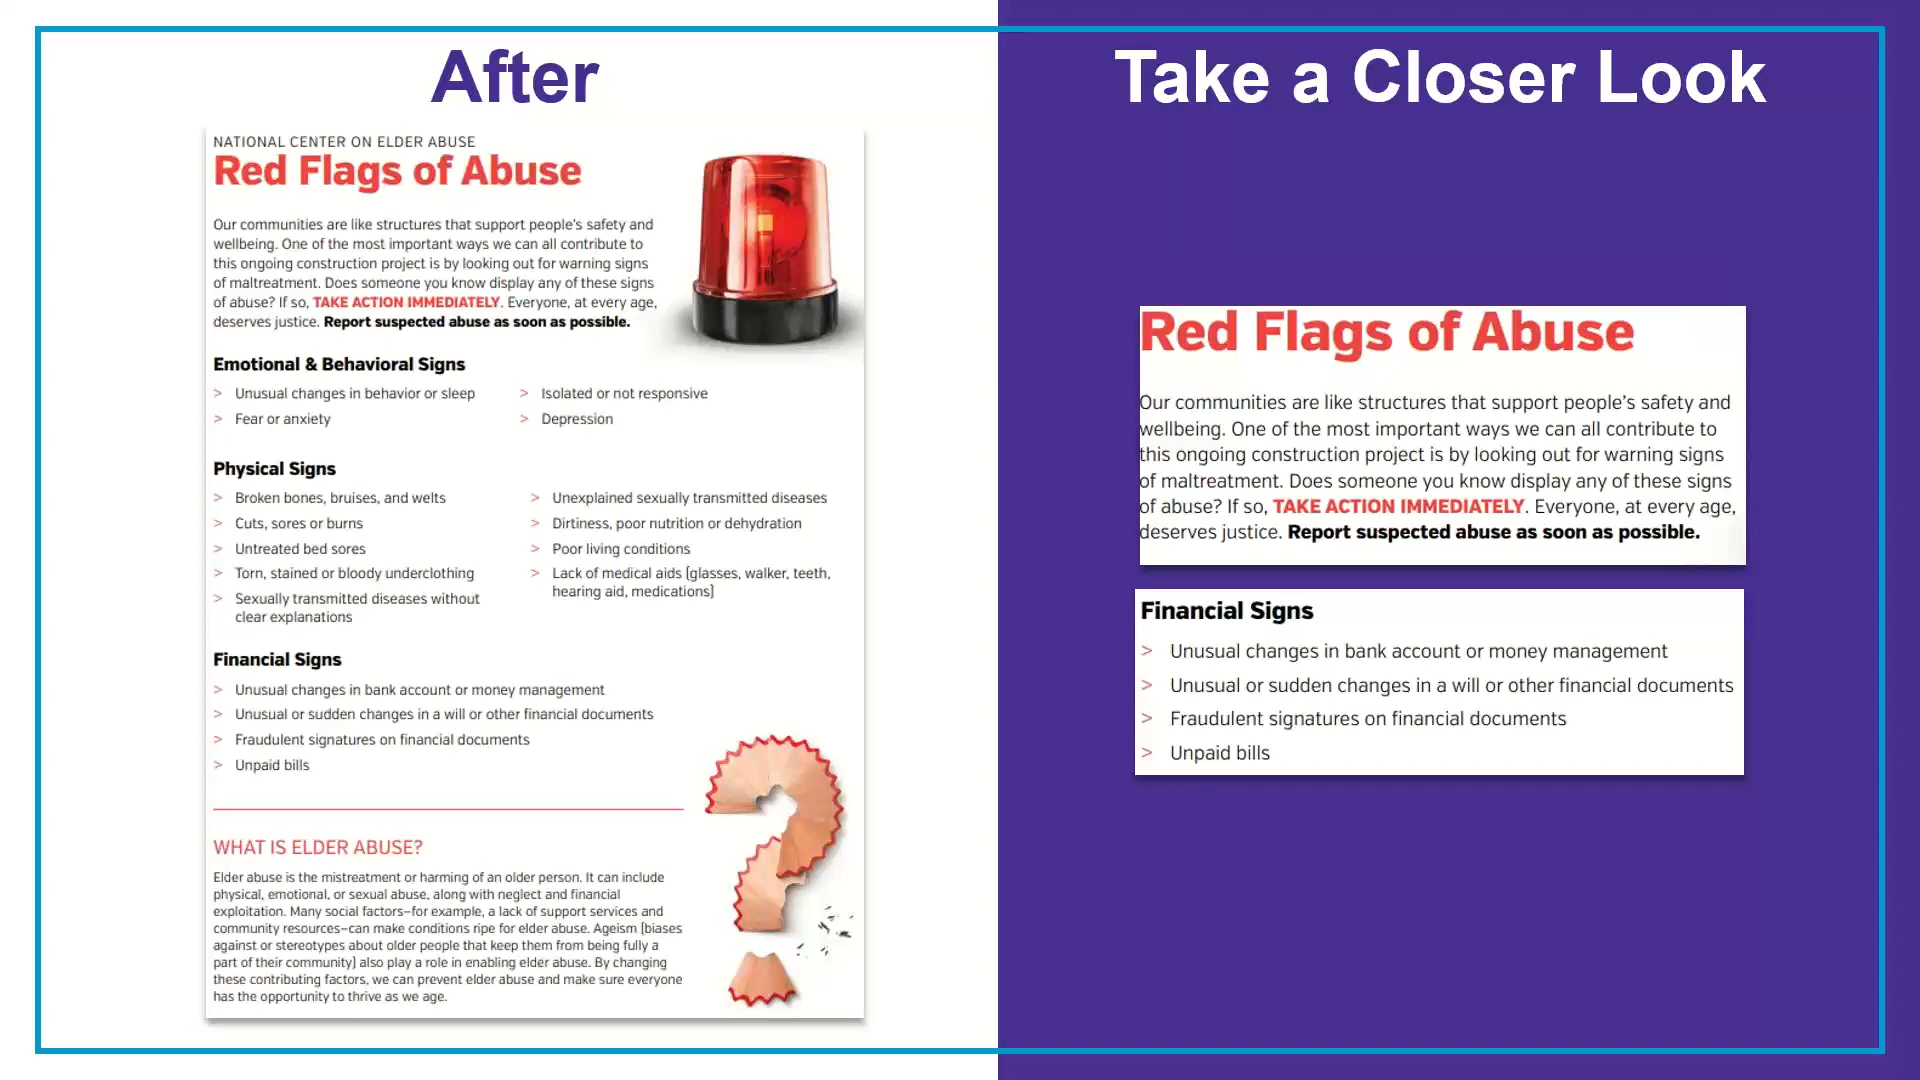 After
NATIONAL CENTER ON ELDER ABUSE
Red Flags of Abuse
Our communities are like structures that support people's safety and
wellbeing. One of the most important ways we can all contribute to
this ongoing construction project is by looking out for warning signs
of maltreatment. Does someone you know display any of these signs
of abuse? If so, TAKE ACTION IMMEDIATELY. Everyone, at every age,
deserves justice. Report suspected abuse as soon as possible.
Emotional & Behavioral Signs
> Unusual changes in behavior or sleep
> Fear or anxiety
> Isolated or not responsive
> Depression
Physical Signs
> Broken bones, bruises, and welts
> Cuts, sores or burns
> Untreated bed sores
> Torn, stained or bloody underclothing
> Sexually transmitted diseases without
clear explanations
> Unexplained sexually transmitted diseases
> Dirtiness, poor nutrition or dehydration
> Poor living conditions
> Lack of medical aids (glasses, walker, teeth,
hearing aid, medications)
Financial Signs
> Unusual changes in bank account or money management
> Unusual or sudden changes in a will or other financial documents
> Fraudulent signatures on financial documents
> Unpaid bills
WHAT IS ELDER ABUSE?
Elder abuse is the mistreatment or harming of an older person. It can include
physical, emotional, or sexual abuse, along with neglect and financial
exploitation. Many social factors—for example, a lack of support services and
community resources—can make conditions ripe for elder abuse. Ageism (biases
against or stereotypes about older people that keep them from being fully a
part of their community) also play a role in enabling elder abuse. By changing
these contributing factors, we can prevent elder abuse and make sure everyone
has the opportunity to thrive as we age.
Take a Closer Look
Red Flags of Abuse
Our communities are like structures that support people's safety and
wellbeing. One of the most important ways we can all contribute to
this ongoing construction project is by looking out for warning signs
of maltreatment. Does someone you know display any of these signs
of abuse? If so, TAKE ACTION IMMEDIATELY. Everyone, at every age,
deserves justice. Report suspected abuse as soon as possible.
Financial Signs
> Unusual changes in bank account or money management
> Unusual or sudden changes in a will or other financial documents
> Fraudulent signatures on financial documents
> Unpaid bills